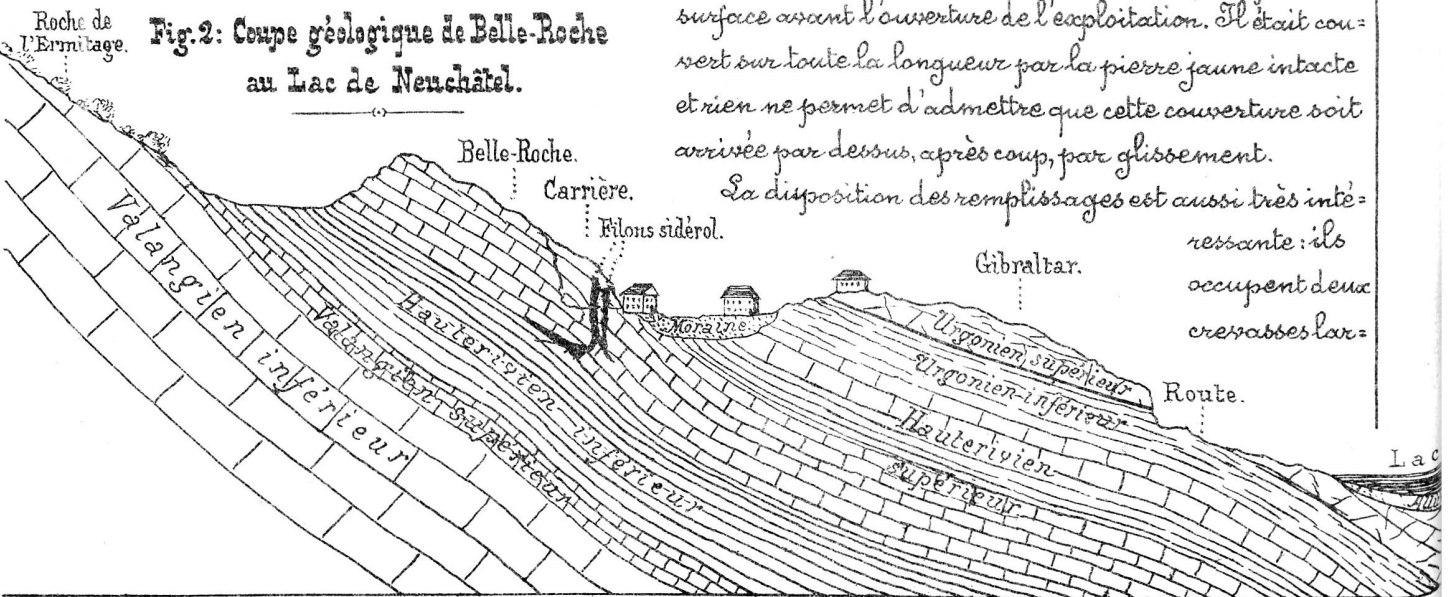 Roche de
l'Ermitage.
Fig. 2: Coupe géologique de Belle-Roche
au Lac de Neuchâtel.
surface avant l'ouverture de l'exploitation. Il était cou=
vert sur toute la longueur par la pierre jaune intacte
et rien ne permet d'admettre que cette couverture soit
arrivée par dessus, après coup, par glissement.
La disposition des remplissages est aussi très inté=
ressante: ils
occupent deux
crevasses lar=
Belle-Roche.
Carrière.
Filons sidérol.
Gibraltar.
Route.
Lac
Moraine
Valangien inférieur
Valangien supérieur
Hauterivien inférieur
Urgonien supérieur
Urgonien-inférieur
Hauterivien
supérieur